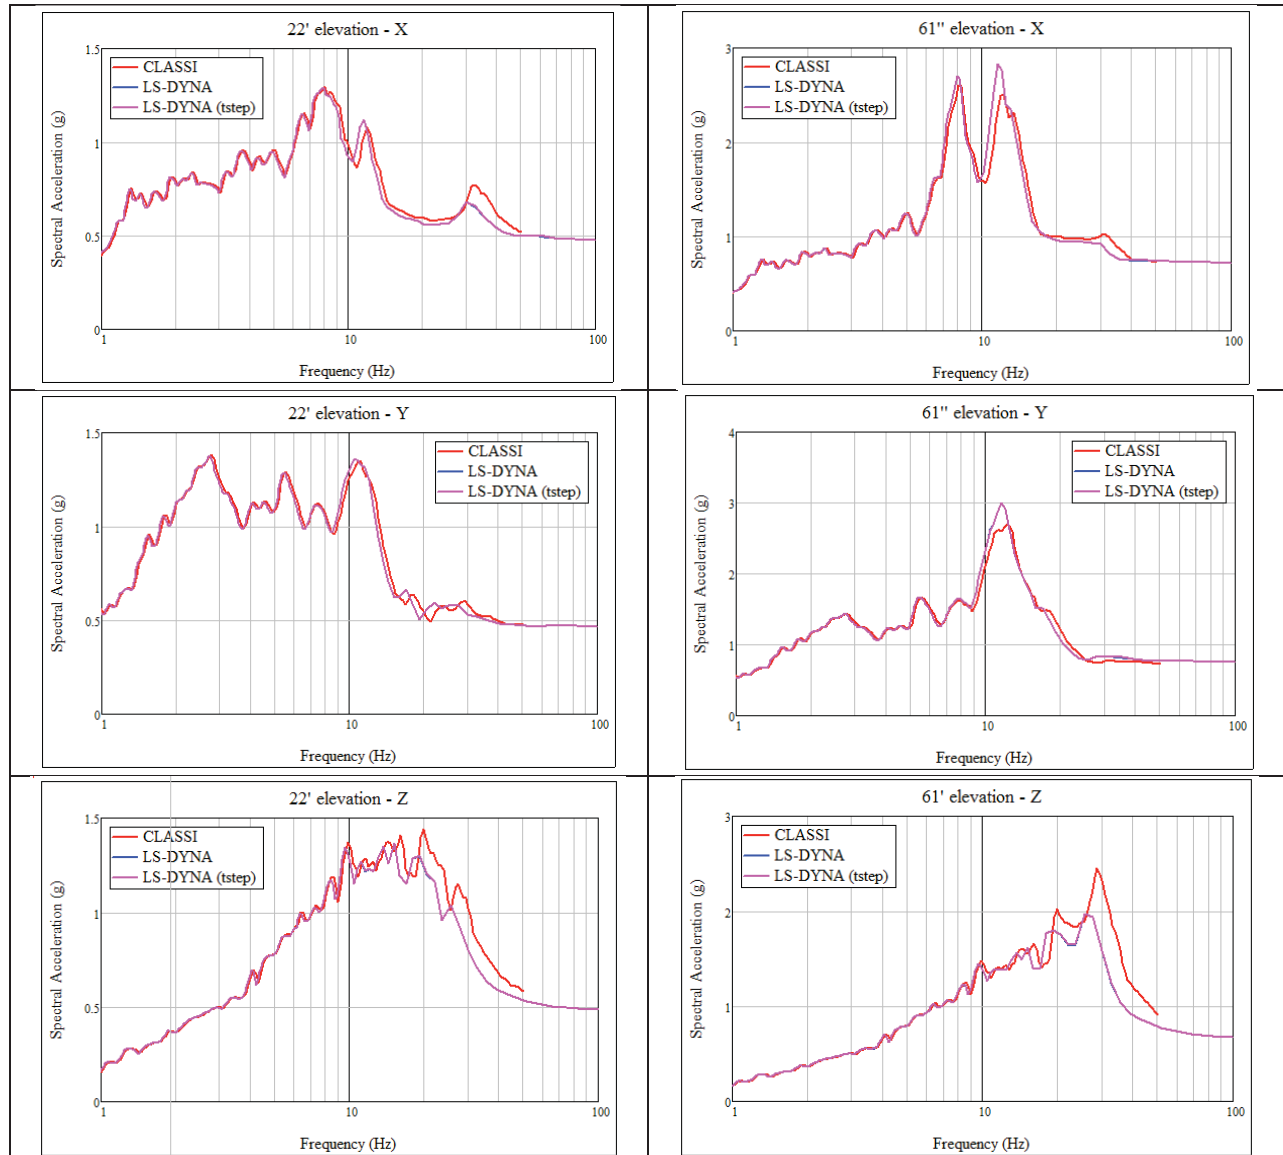 22' elevation - X
1.5
1
0.5
0
Spectral Acceleration (g)
CLASSI
LS-DYNA
LS-DYNA (tstep)
1
10
100
Frequency (Hz)
61" elevation - X
3
2
1
0
Spectral Acceleration (g)
CLASSI
LS-DYNA
LS-DYNA (tstep)
1
10
100
Frequency (Hz)
22' elevation - Y
1.5
1
0.5
0
Spectral Acceleration (g)
CLASSI
LS-DYNA
LS-DYNA (tstep)
1
10
100
Frequency (Hz)
61" elevation - Y
4
3
2
1
0
Spectral Acceleration (g)
CLASSI
LS-DYNA
LS-DYNA (tstep)
1
10
100
Frequency (Hz)
22' elevation - Z
1.5
1
0.5
0
Spectral Acceleration (g)
CLASSI
LS-DYNA
LS-DYNA (tstep)
1
10
100
Frequency (Hz)
61' elevation - Z
3
2
1
0
Spectral Acceleration (g)
CLASSI
LS-DYNA
LS-DYNA (tstep)
1
10
100
Frequency (Hz)